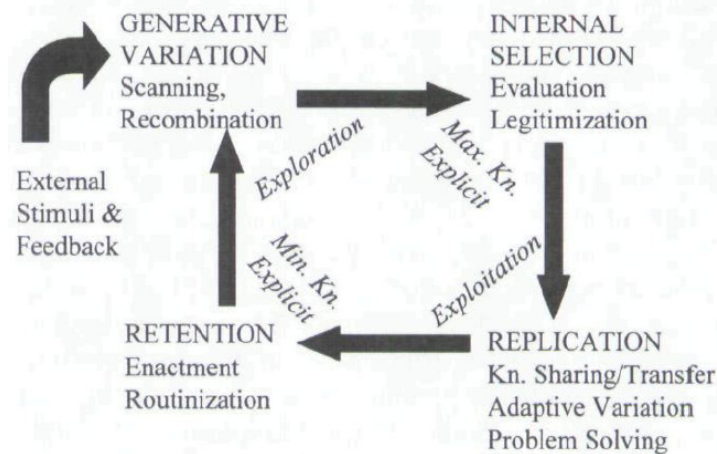 GENERATIVE
VARIATION
Scanning,
Recombination
INTERNAL
SELECTION
Evaluation
Legitimization
External
Stimuli &
Feedback
Exploration
Max. Kn.
Explicit
Min. Kn.
Explicit
Exploitation
RETENTION
Enactment
Routinization
REPLICATION
Kn. Sharing/Transfer
Adaptive Variation
Problem Solving